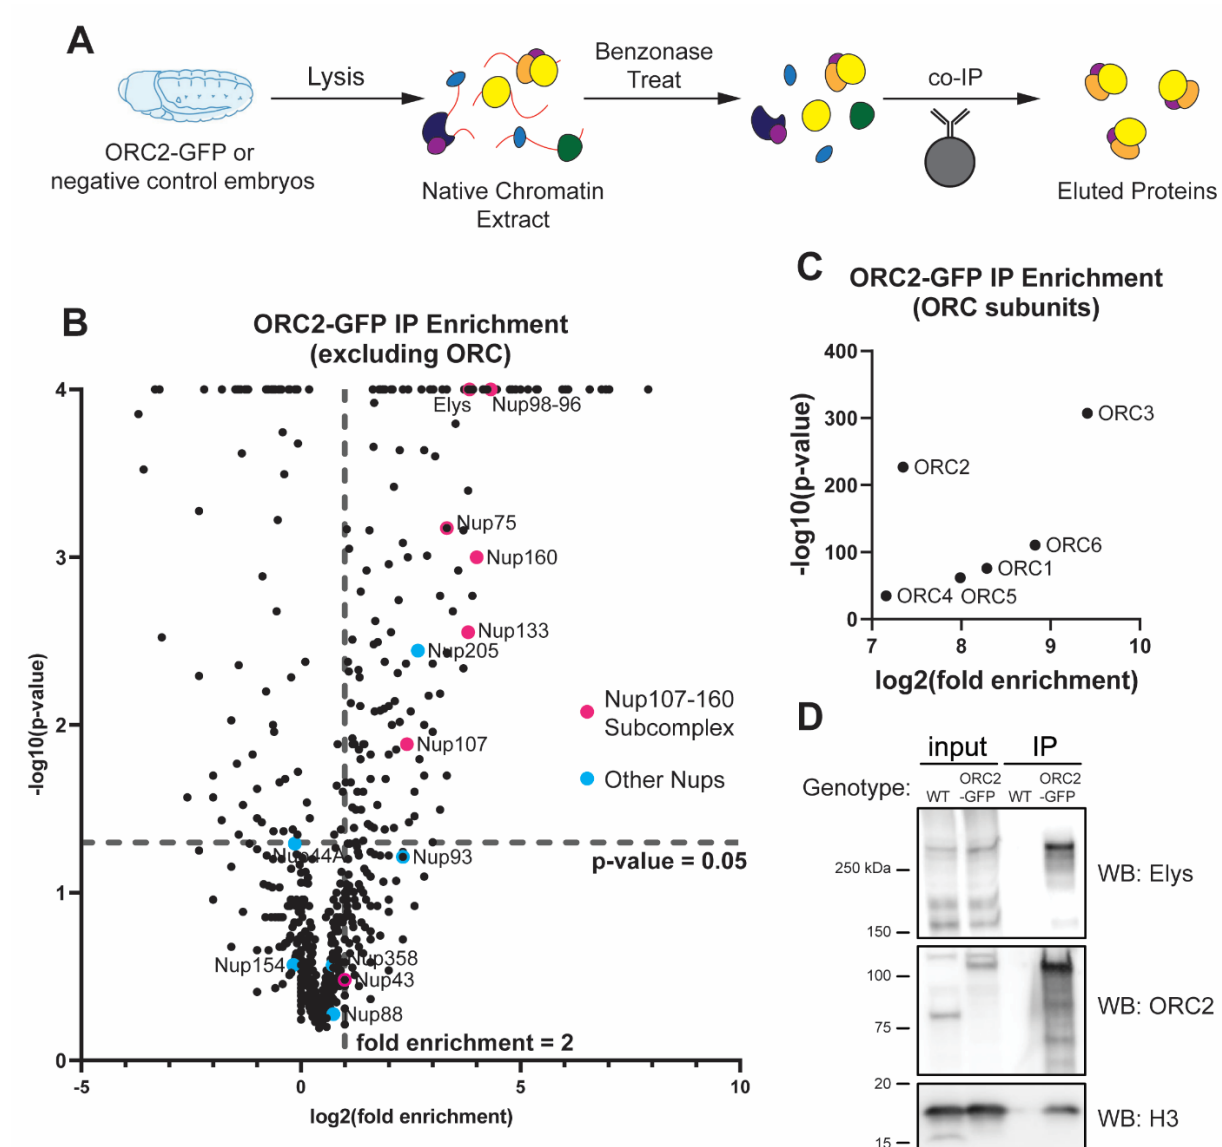 A
Lysis
Benzonase
Treat
co-IP
ORC2-GFP or
negative control embryos
Native Chromatin
Extract
Eluted Proteins
B
ORC2-GFP IP Enrichment
(excluding ORC)
4
3
2
1
0
-log10(p-value)
Elys
Nup98-96
Nup75
Nup160
Nup133
Nup205
Nup107
Nup44A
Nup93
Nup154
Nup358
Nup43
Nup88
p-value = 0.05
fold enrichment = 2
Nup107-160
Subcomplex
Other Nups
-5
0
5
10
log2(fold enrichment)
C
ORC2-GFP IP Enrichment
(ORC subunits)
400
300
200
100
0
-log10(p-value)
ORC3
ORC2
ORC6
ORC1
ORC4
ORC5
7
8
9
10
log2(fold enrichment)
D
input
IP
Genotype:
WT
ORC2
-GFP
WT
ORC2
-GFP
250 kDa
150
WB: Elys
100
75
WB: ORC2
20
15
WB: H3